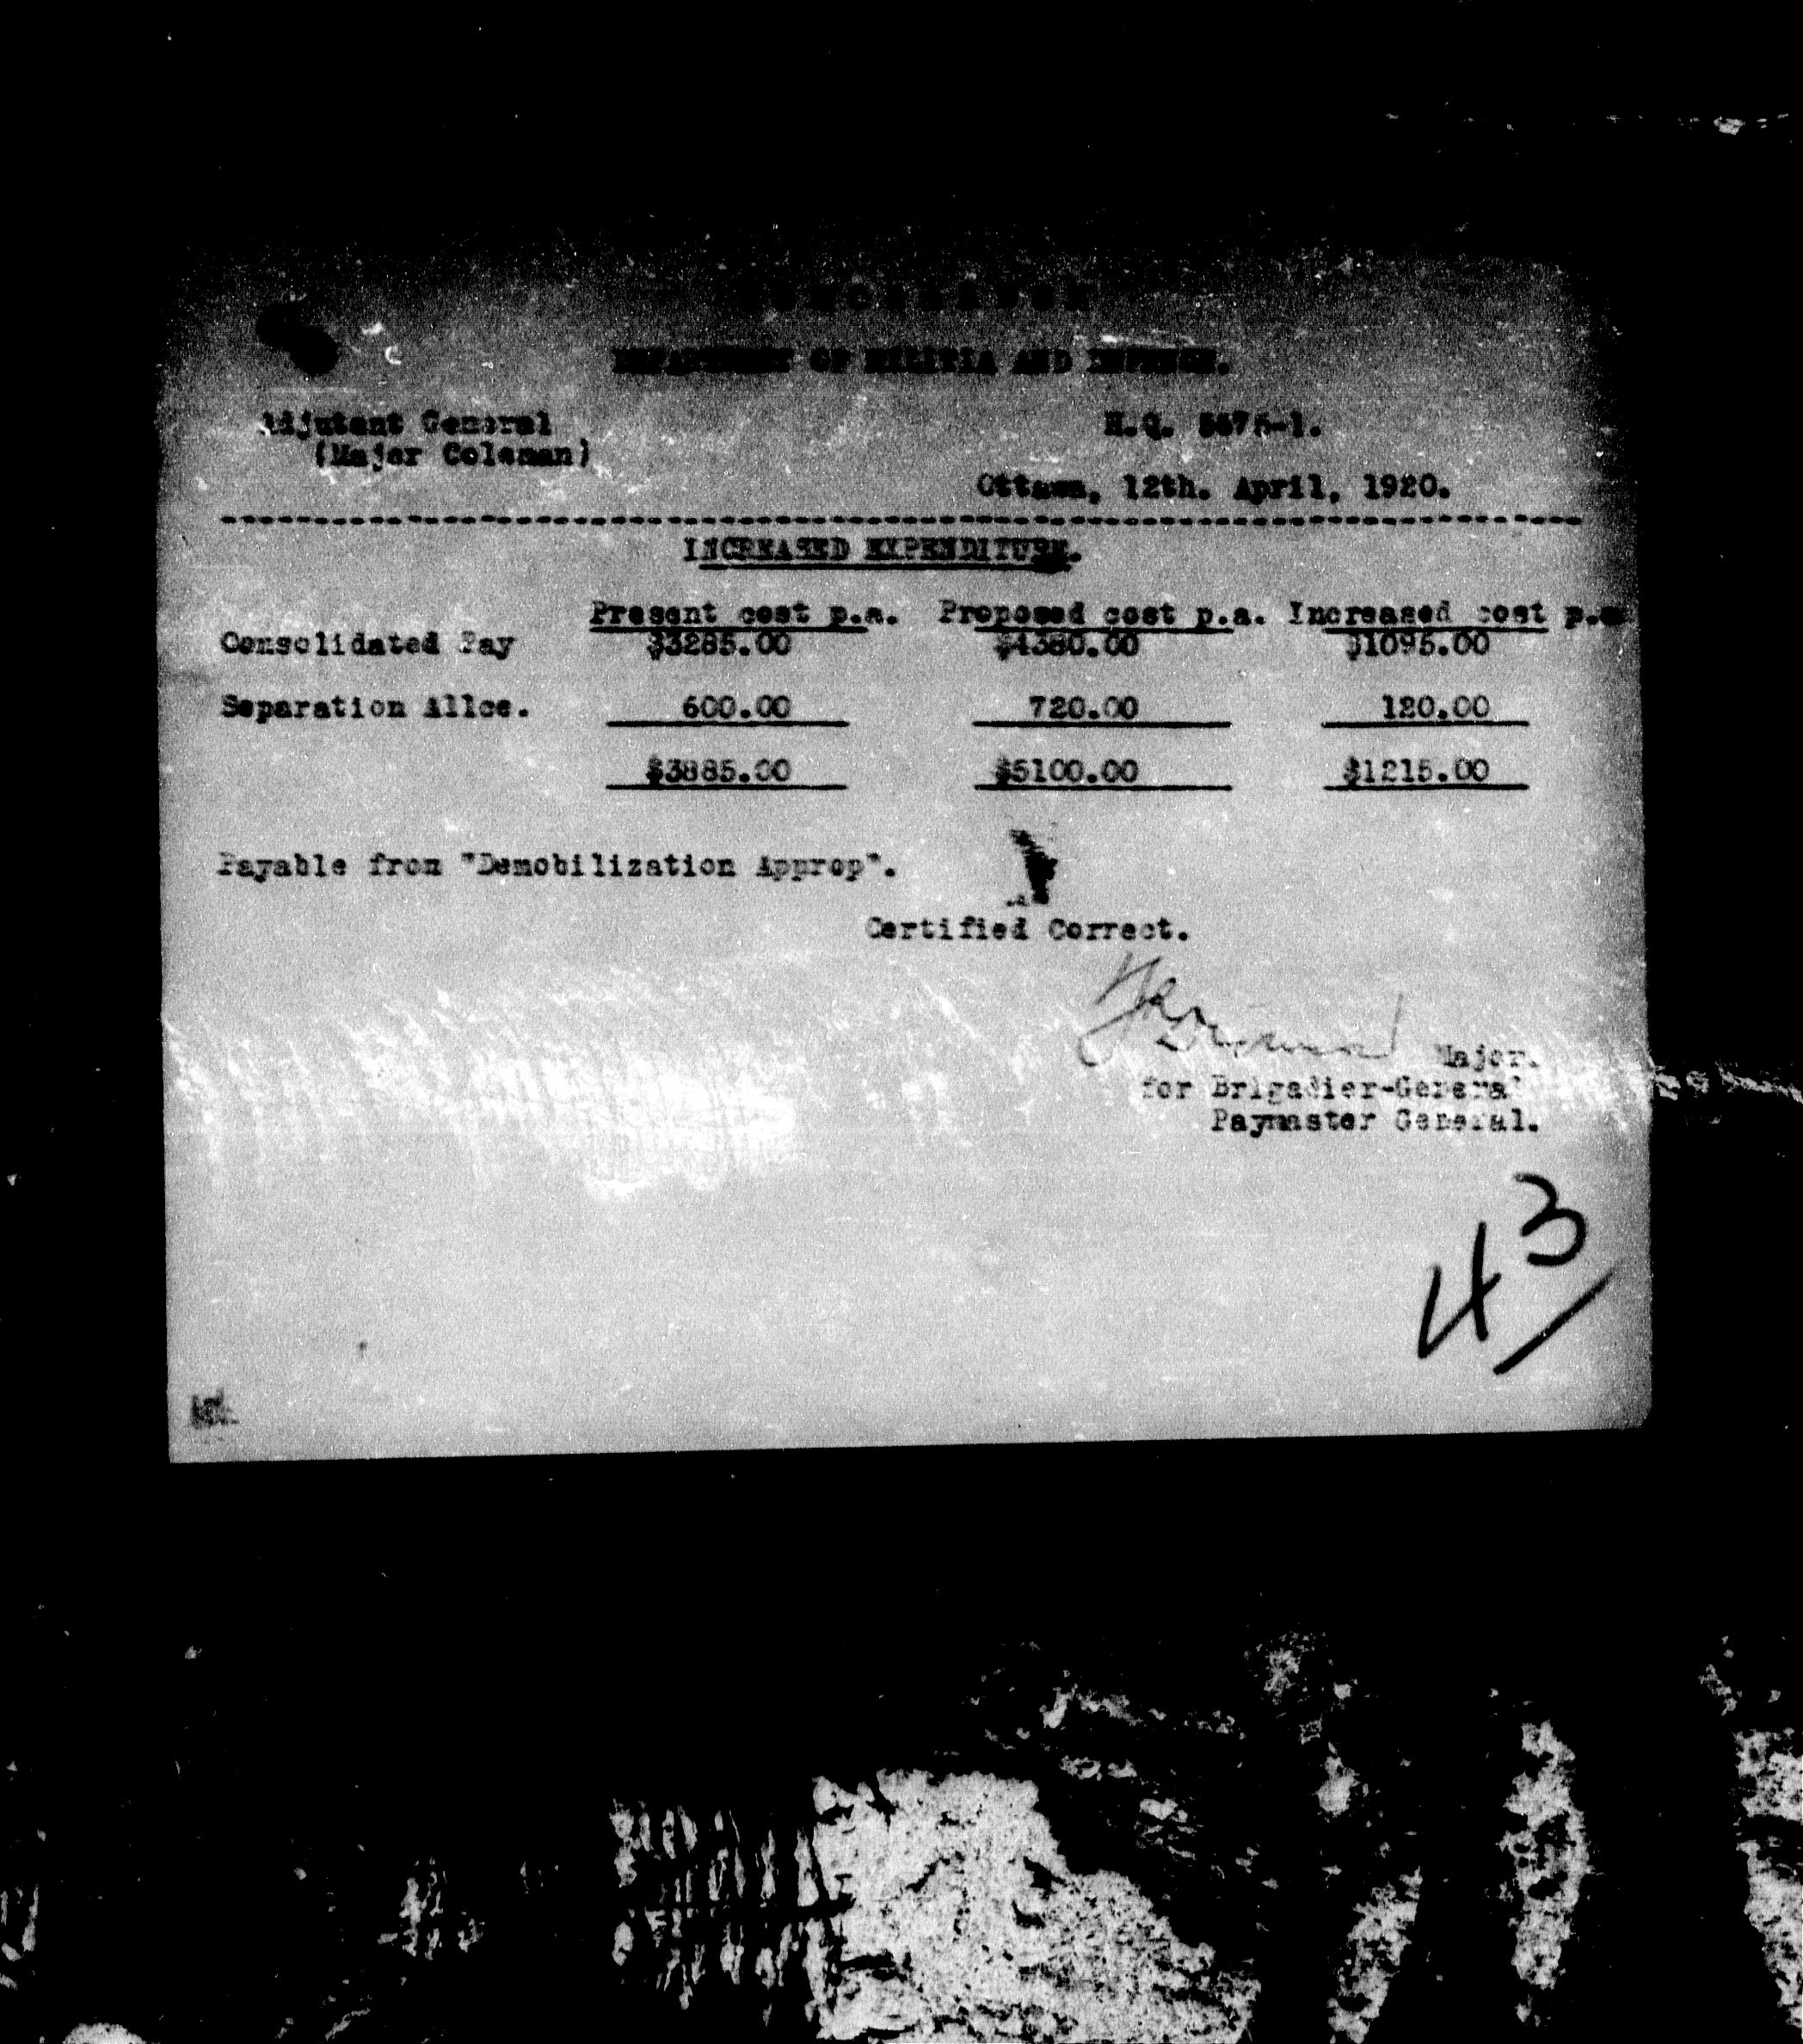 DEPARTMENT OF MILITIA AND DEFENCE.
Adjutant General H.Q. 5675-1.
(Major Coleman)
Ottawa, 12th. April, 1920.
INCREASED EXPENDITURE.
Present cost p.a. Proposed cost p.a. Increased cost p.a
Consolidated Pay $3285.00 $4380.00 $1095.00
Separation Allce. 600.00 720.00 120.00
$3885.00 $5100.00 $1215.00
Payable from "Demobilization Approp".
Certified Correct.
Major.
for Brigadier-General
Paymaster General.
43